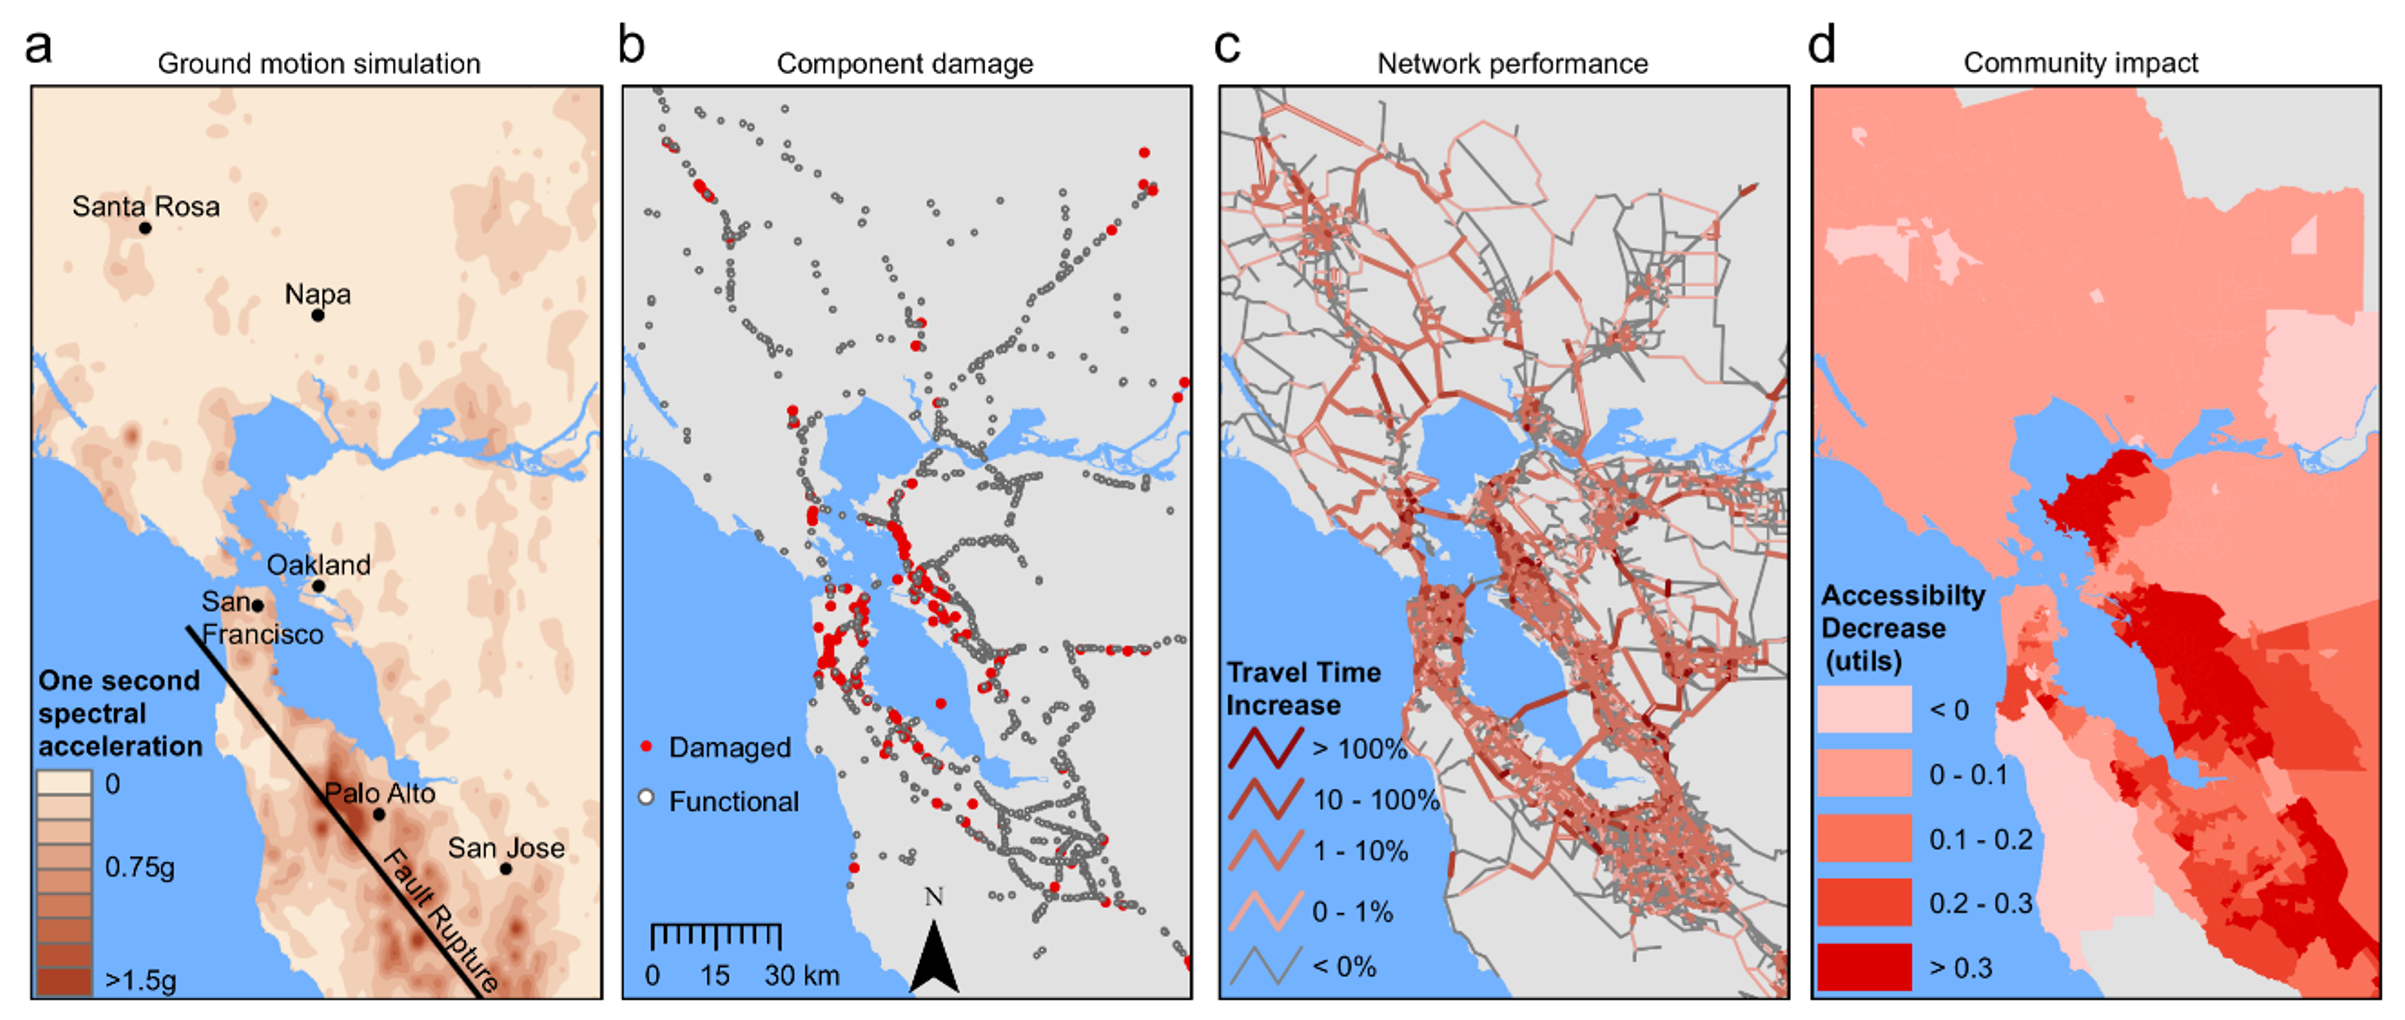 a
Ground motion simulation
Santa Rosa
Napa
Oakland
San
Francisco
One second
spectral
acceleration
0
0.75g
>1.5g
Palo Alto
San Jose
Fault Rupture
b
Component damage
Damaged
Functional
N
0 15 30 km
c
Network performance
Travel Time
Increase
> 100%
10 - 100%
1 - 10%
0 - 1%
< 0%
d
Community impact
Accessibilty
Decrease
(utils)
< 0
0 - 0.1
0.1 - 0.2
0.2 - 0.3
> 0.3